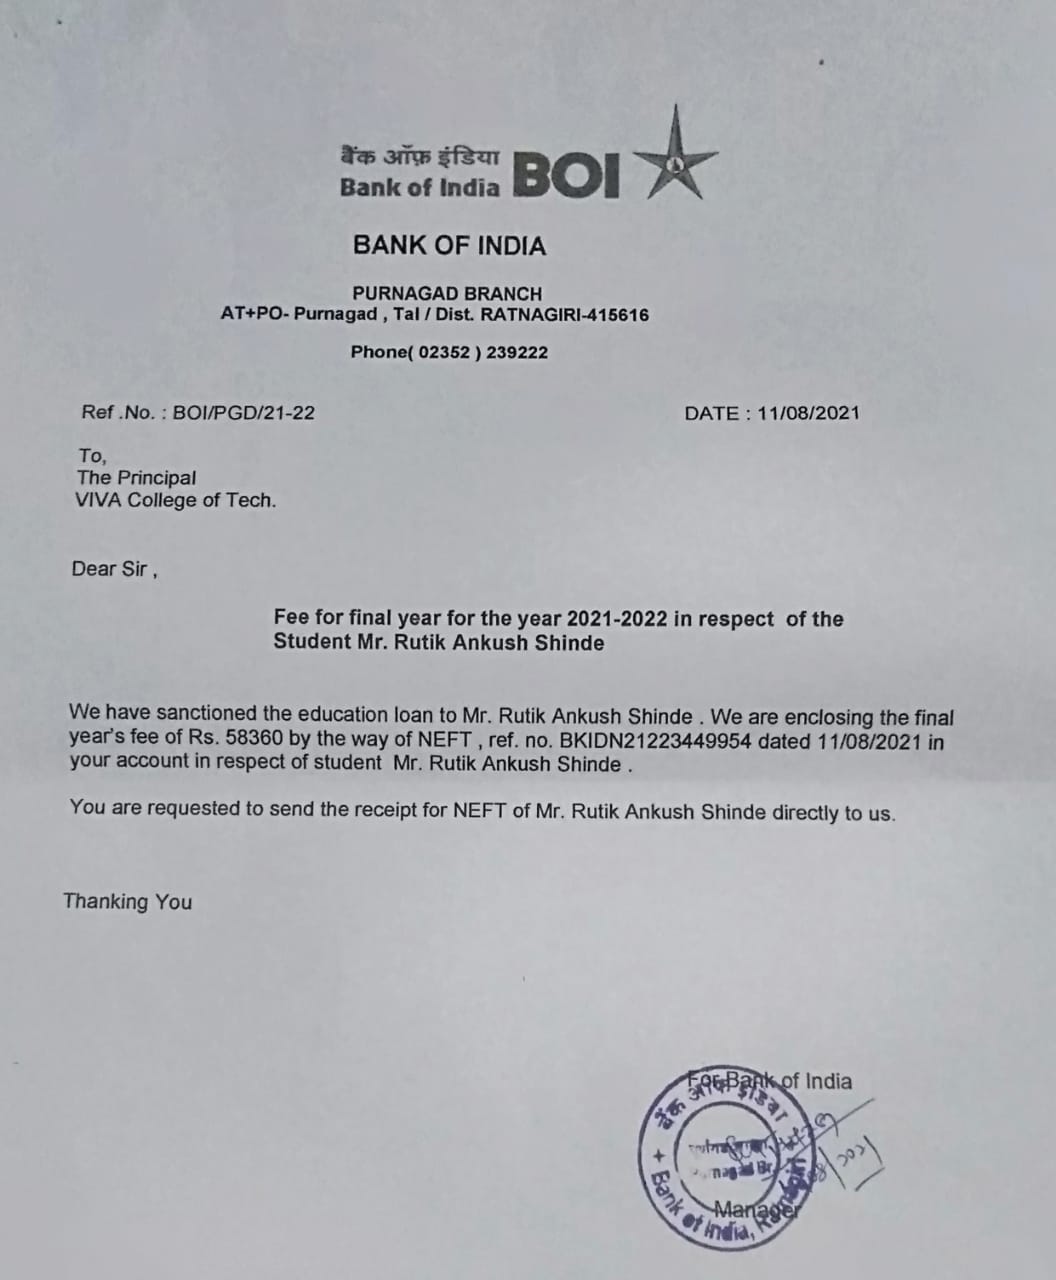 बैंक ऑफ़ इंडिया
Bank of India BOI
BANK OF INDIA
PURNAGAD BRANCH
AT+PO- Purnagad , Tal / Dist. RATNAGIRI-415616
Phone( 02352 ) 239222
Ref .No. : BOI/PGD/21-22 DATE : 11/08/2021
To,
The Principal
VIVA College of Tech.
Dear Sir ,
Fee for final year for the year 2021-2022 in respect of the
Student Mr. Rutik Ankush Shinde
We have sanctioned the education loan to Mr. Rutik Ankush Shinde . We are enclosing the final
year's fee of Rs. 58360 by the way of NEFT , ref. no. BKIDN21223449954 dated 11/08/2021 in
your account in respect of student Mr. Rutik Ankush Shinde .
You are requested to send the receipt for NEFT of Mr. Rutik Ankush Shinde directly to us.
Thanking You
For Bank of India
बैंक ऑफ इंडिया
Manager
Bank of India,